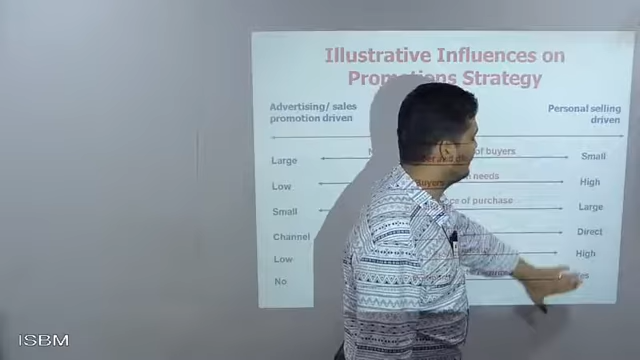 Illustrative Influences on
Strategy
Advertising/ sales
promotion driven
Personal selling
driven
Large of buyers Small
Low needs High
Buyers
Small of purchase Large
Channel Direct
Low High
No
ISBM